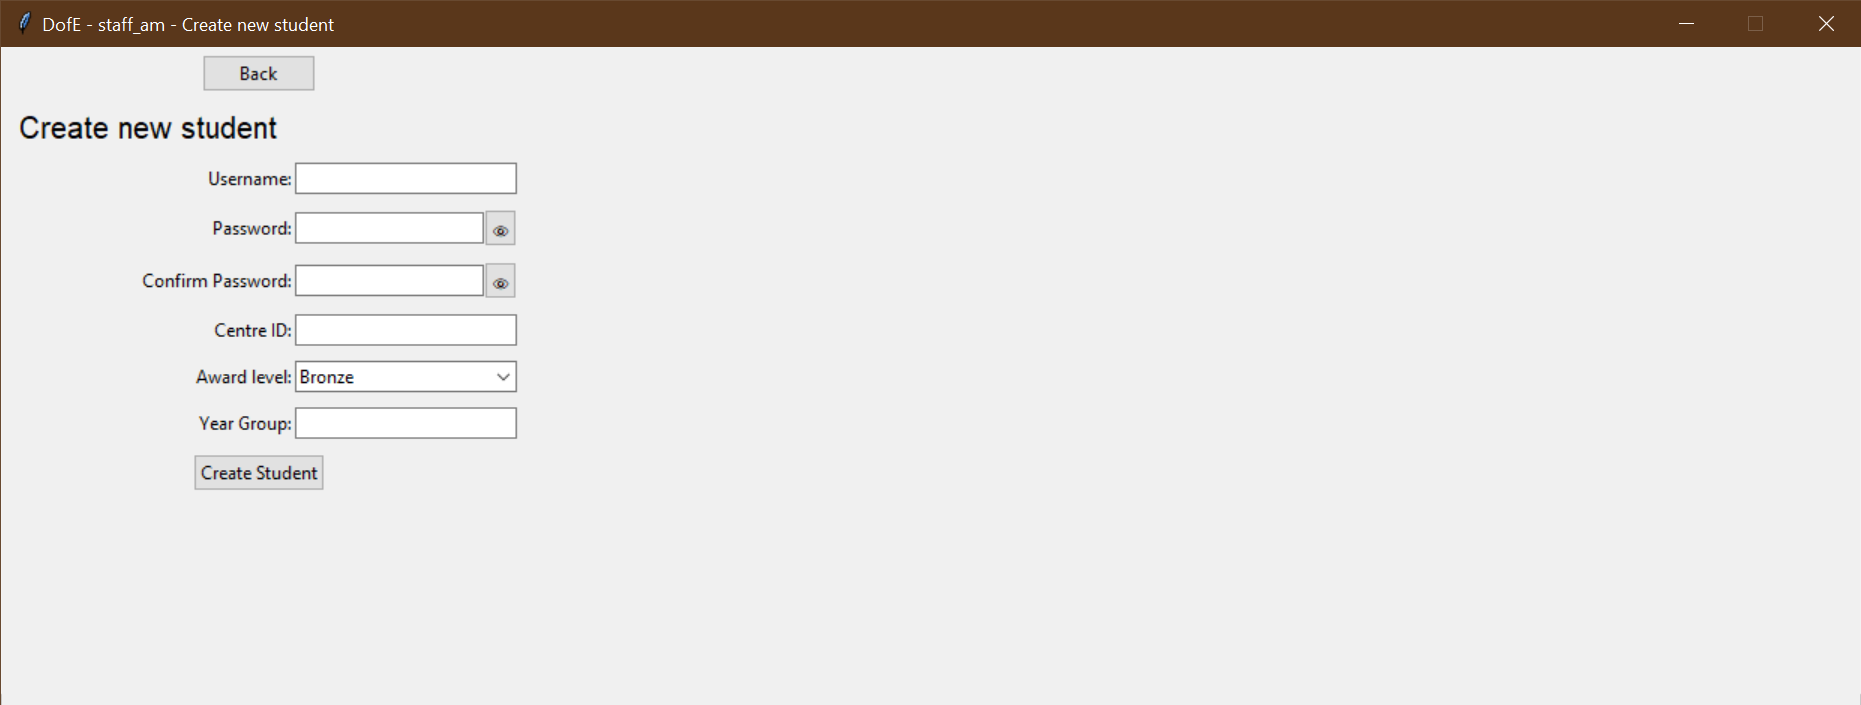 DofE - staff_am - Create new student
Back
Create new student
Username:
Password:
Confirm Password:
Centre ID:
Award level: Bronze
Year Group:
Create Student